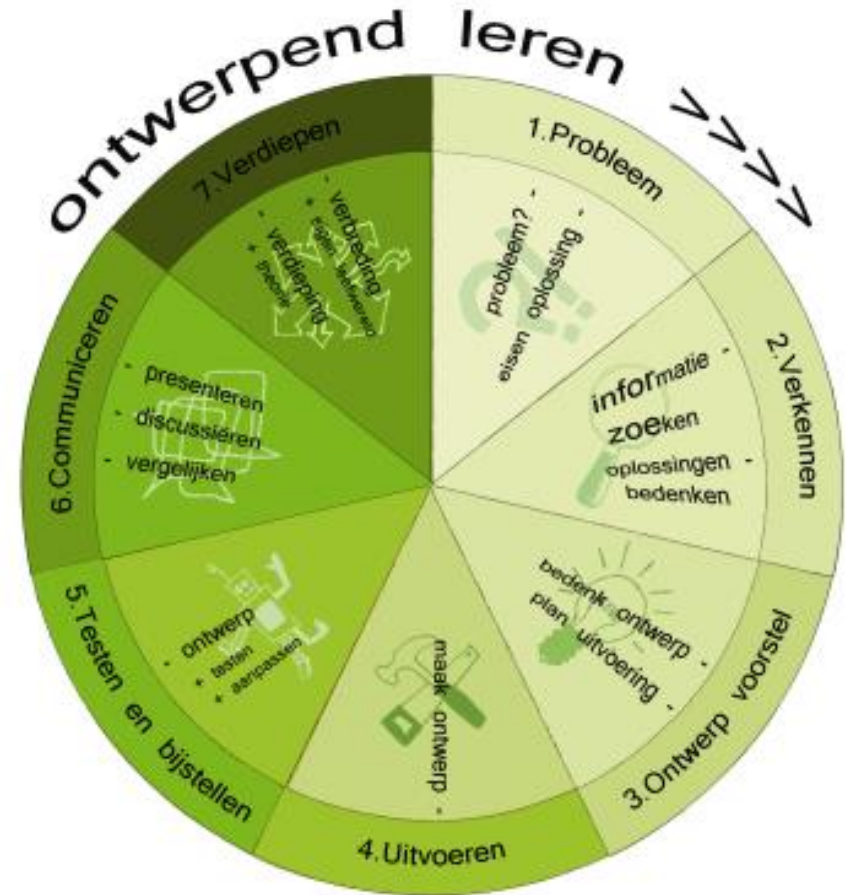 ontwerpend leren >>>>
1.Probleem
- probleem?
- oplossing
eisen
2.Verkennen
informatie -
zoeken
oplossingen -
bedenken
3.Ontwerp voorstel
bedenk ontwerp -
plan uitvoering -
4.Uitvoeren
maak ontwerp -
5.Testen en bijstellen
- ontwerp
+ testen
+ aanpassen
6.Communiceren
- presenteren
- discussiëren
- vergelijken
7.Verdiepen
- verbreding
+ eigen
- verdieping
+ theorie